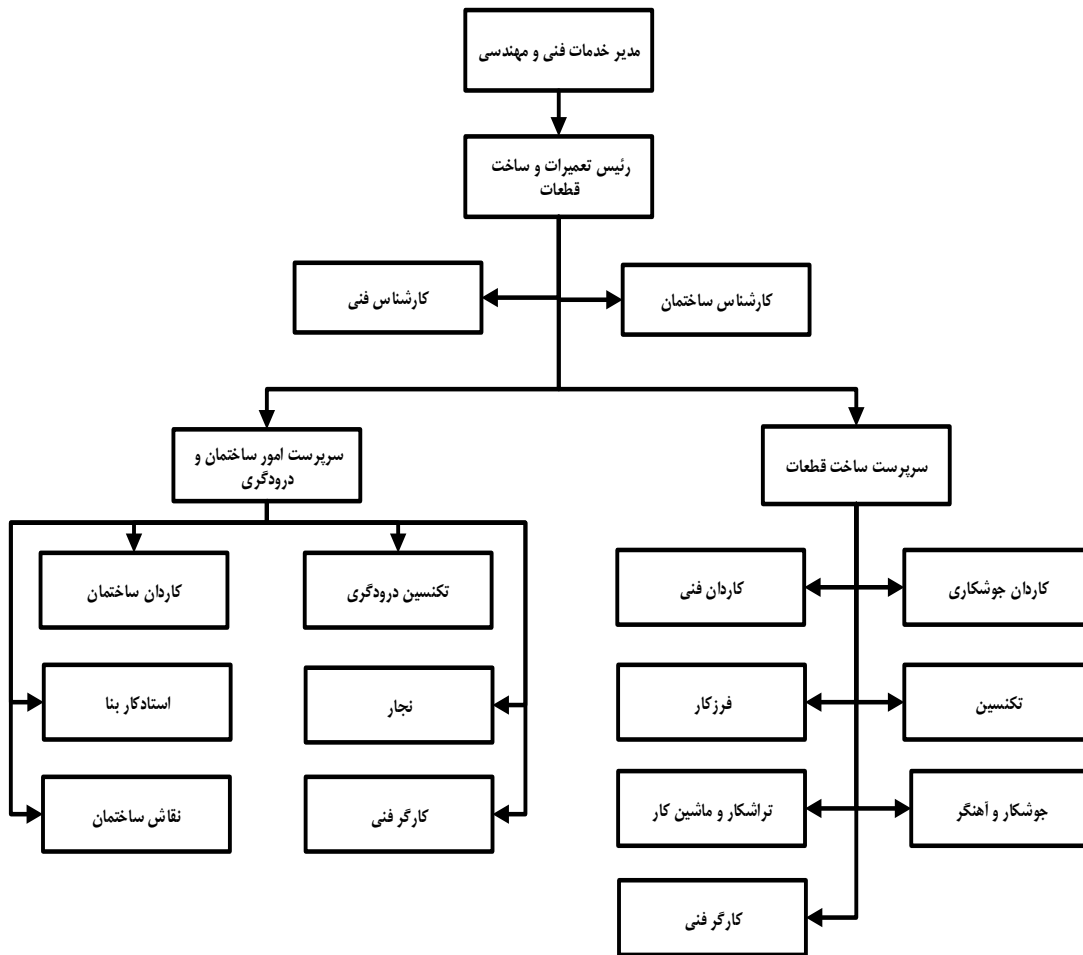 مدیر خدمات فنی و مهندسی
رئیس تعمیرات و ساخت
قطعات
کارشناس ساختمان
کارشناس فنی
سرپرست ساخت قطعات
سرپرست امور ساختمان و
درودگری
کاردان جوشکاری
کاردان فنی
تکنسین درودگری
کاردان ساختمان
تکنسین
فرزکار
نجار
استادکار بنا
جوشکار و آهنگر
تراشکار و ماشین کار
کارگر فنی
نقاش ساختمان
کارگر فنی